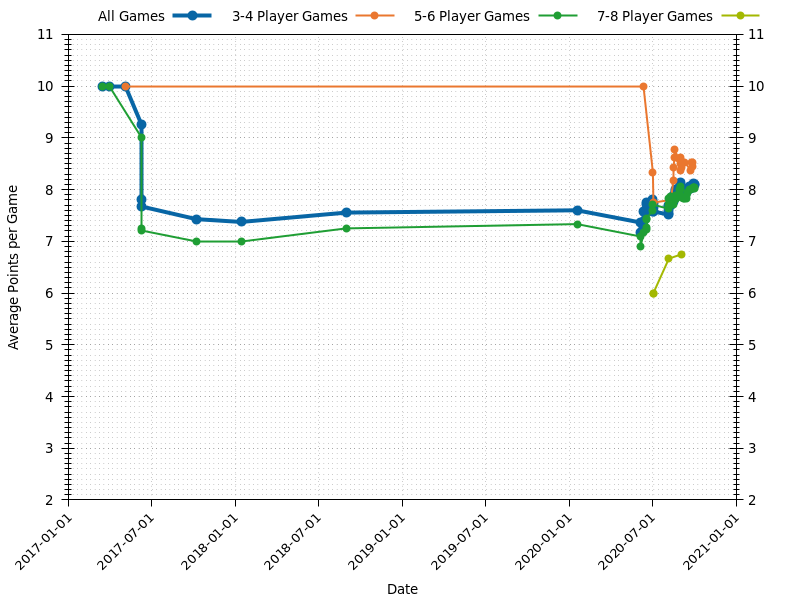 All Games 3-4 Player Games 5-6 Player Games 7-8 Player Games
11 11
10 10
9 9
8 8
7 7
6 6
5 5
4 4
3 3
2 2
Average Points per Game
2017-01-01 2017-07-01 2018-01-01 2018-07-01 2019-01-01 2019-07-01 2020-01-01 2020-07-01 2021-01-01
Date